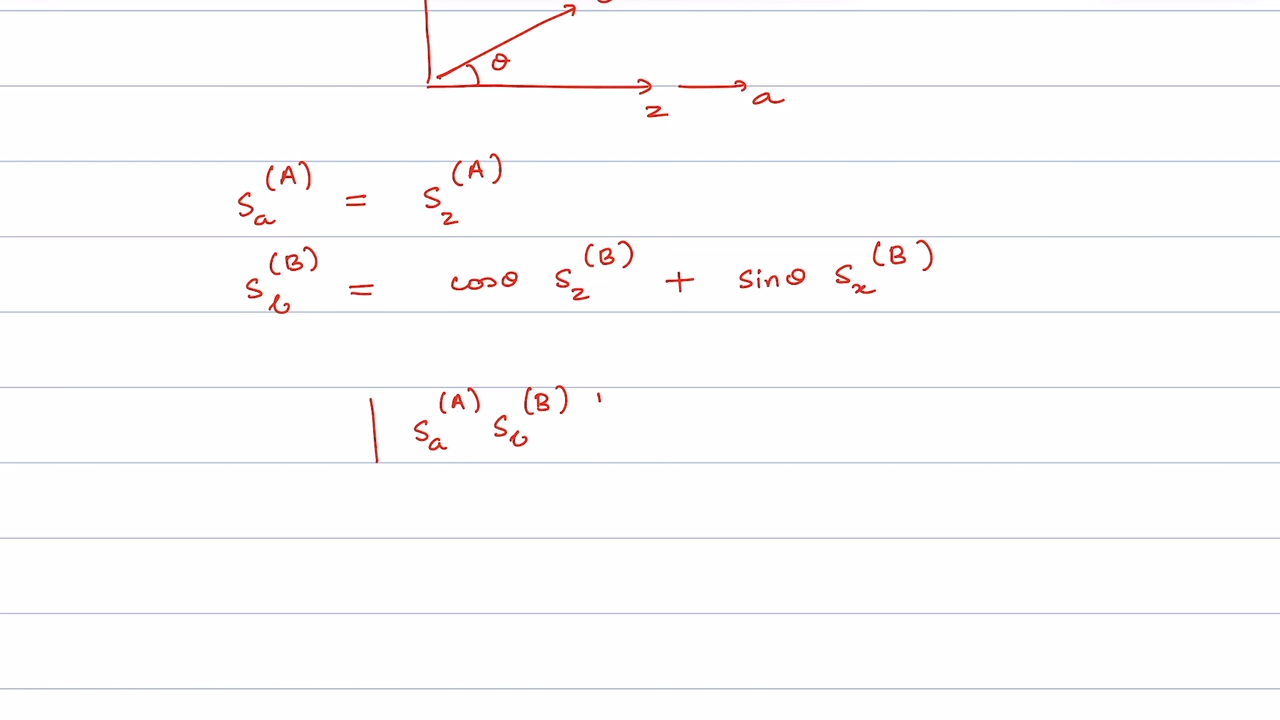 θ
z → a
S_a^(A) = S_z^(A)
S_b^(B) = cosθ S_z^(B) + sinθ S_x^(B)
| S_a^(A) S_b^(B)